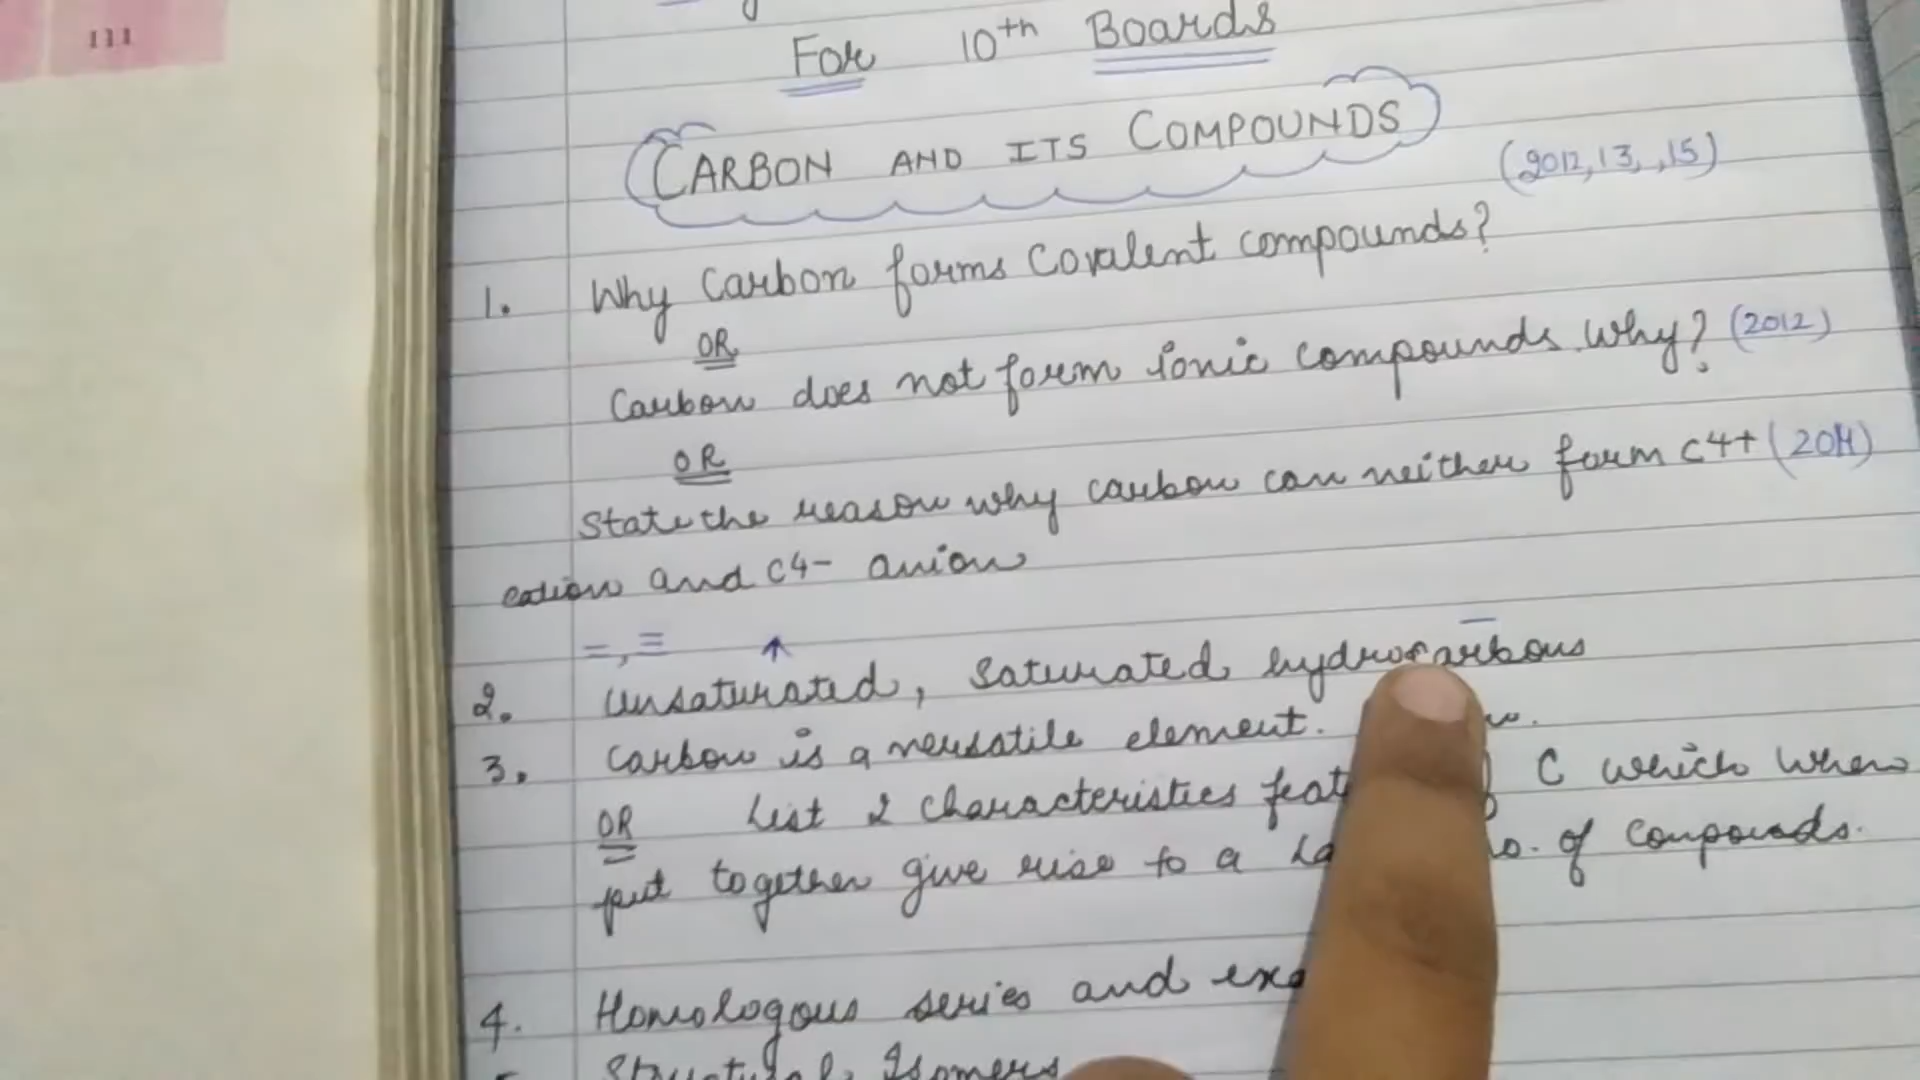 111
For 10th Boards
CARBON AND ITS COMPOUNDS
(2012,13, ,15)
1. Why Carbon forms Covalent compounds?
OR
Carbon does not form ionic compounds. Why? (2012)
OR
State the reason why carbon can neither form C4+ (2014)
cation and C4- anion
=, ≡ ↑ –
2. Unsaturated, Saturated hydrocarbons
3. Carbon is a versatile element.
OR List 2 characteristics C which when
put together give rise to a of compounds.
4. Homologous series and
Structural Isomers